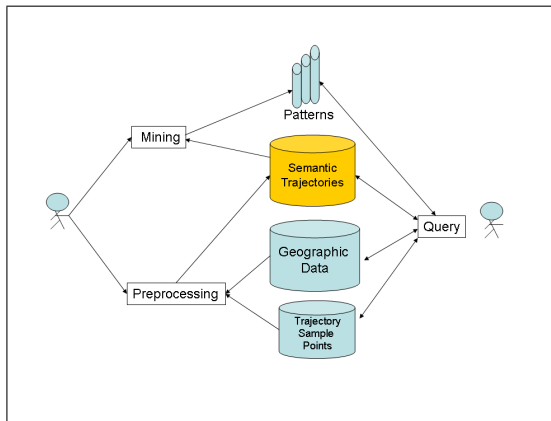 Patterns
Mining
Semantic
Trajectories
Query
Geographic
Data
Preprocessing
Trajectory
Sample
Points